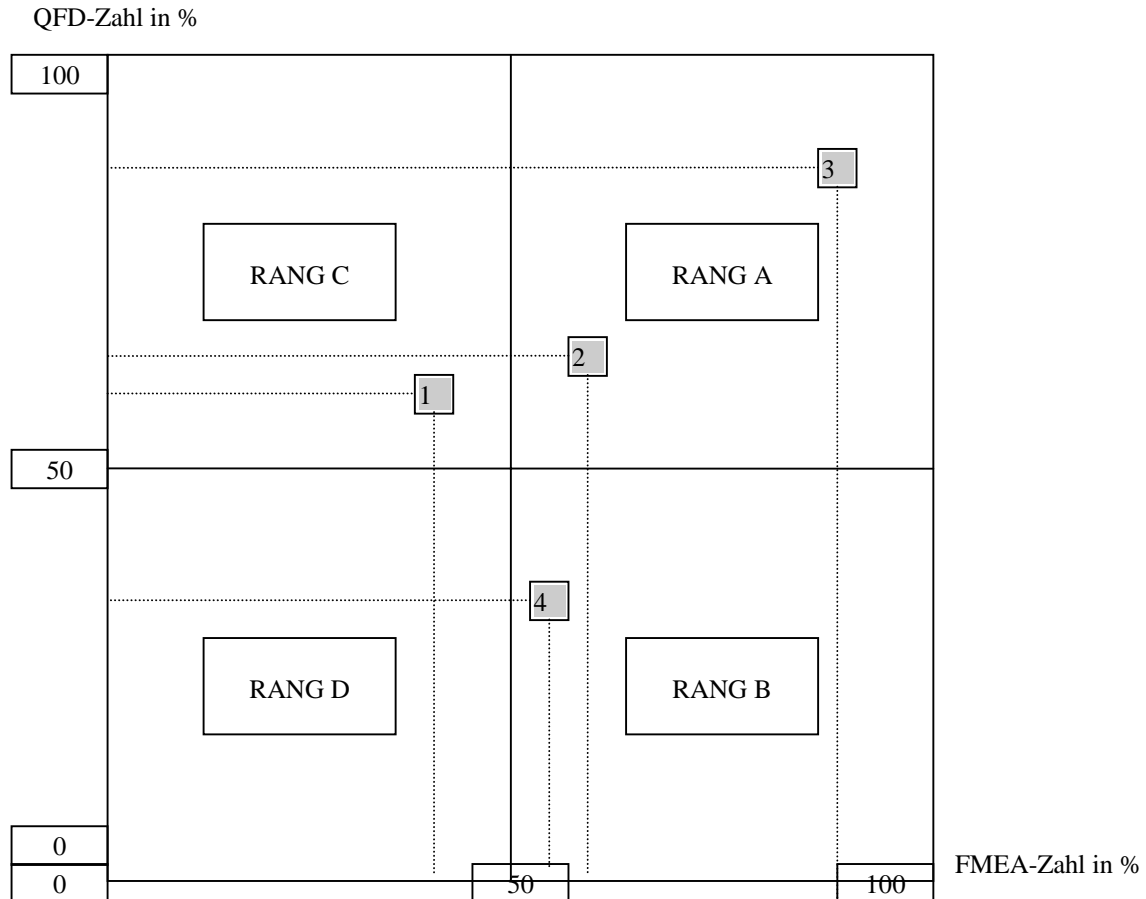 QFD-Zahl in %
100
3
RANG C
RANG A
2
1
50
4
RANG D
RANG B
0
FMEA-Zahl in %
0
50
100